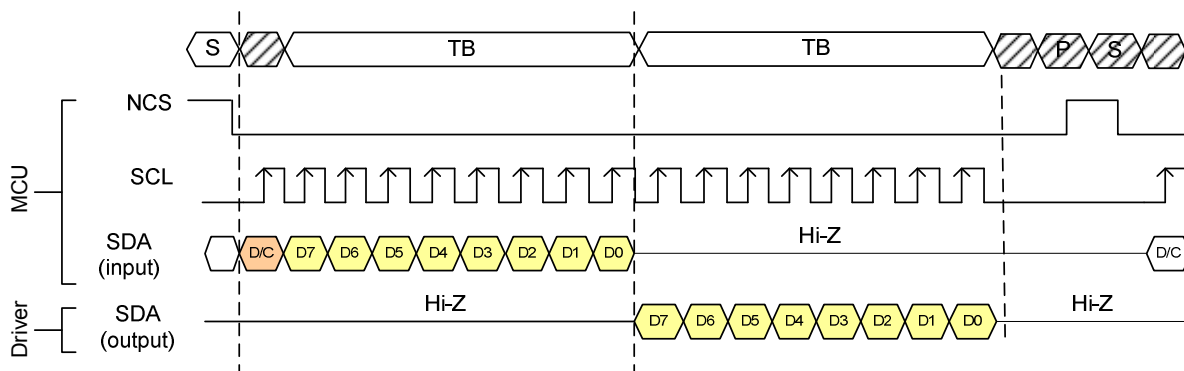 S TB TB P S
NCS
SCL
MCU
SDA
(input)
D/C D7 D6 D5 D4 D3 D2 D1 D0 Hi-Z D/C
Driver
SDA
(output)
Hi-Z D7 D6 D5 D4 D3 D2 D1 D0 Hi-Z